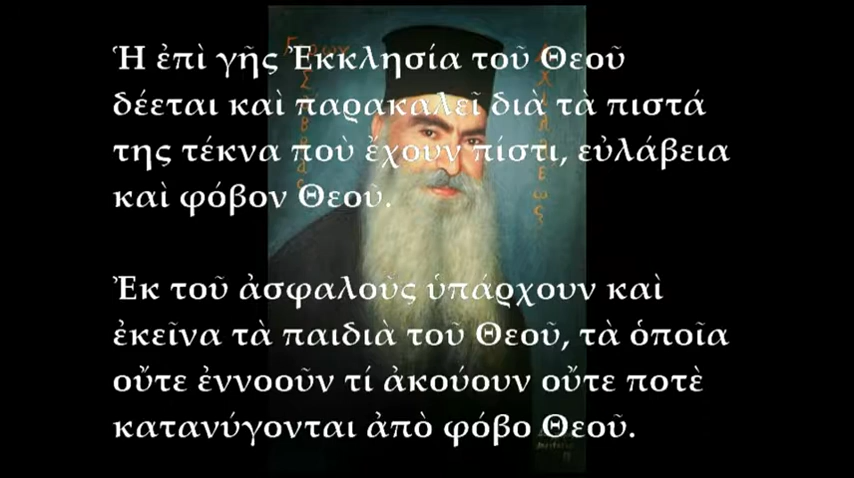 Ἡ ἐπὶ γῆς Ἐκκλησία τοῦ Θεοῦ
δέεται καὶ παρακαλεῖ διὰ τὰ πιστά
της τέκνα ποὺ ἔχουν πίστι, εὐλάβεια
καὶ φόβον Θεοῦ.
Ἐκ τοῦ ἀσφαλοῦς ὑπάρχουν καὶ
ἐκεῖνα τὰ παιδιὰ τοῦ Θεοῦ, τὰ ὁποῖα
οὔτε ἐννοοῦν τί ἀκούουν οὔτε ποτὲ
κατανύγονται ἀπὸ φόβο Θεοῦ.